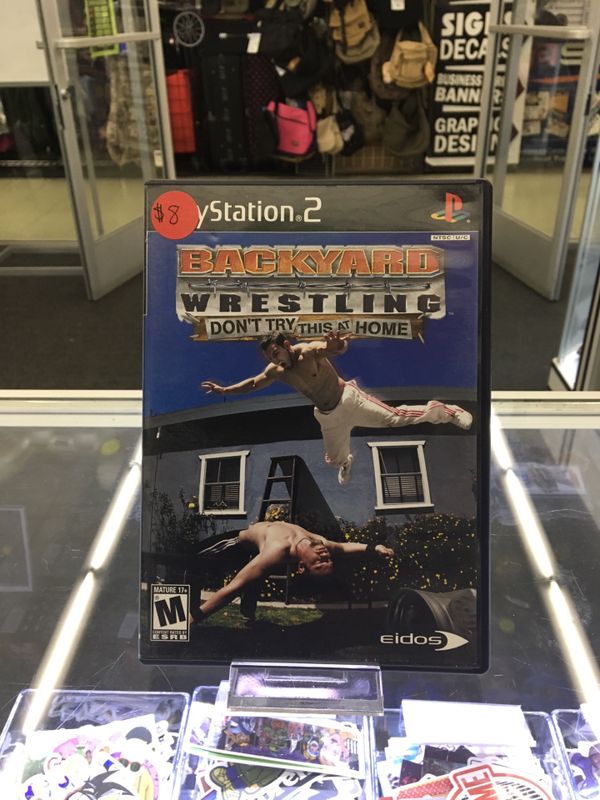 SIG
DECA
BUSINESS
BANN
GRAP
DESI
$8
yStation®2
NTSC U/C
BACKYARD
WRESTLING
DON'T TRY THIS AT HOME
MATURE 17+
M
CONTENT RATED BY
ESRB
eidos